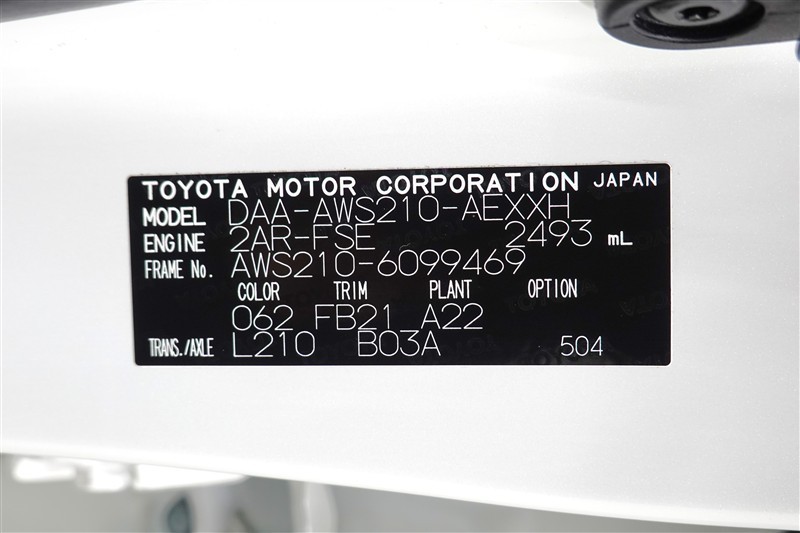 TOYOTA MOTOR CORPORATION JAPAN
MODEL DAA-AWS210-AEXXH
ENGINE 2AR-FSE 2493 mL
FRAME No. AWS210-6099469
COLOR TRIM PLANT OPTION
062 FB21 A22
TRANS./AXLE L210 B03A 504